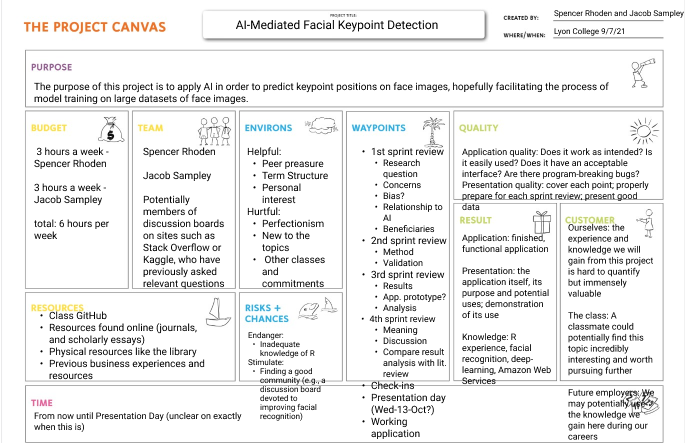 THE PROJECT CANVAS
PROJECT TITLE:
AI-Mediated Facial Keypoint Detection
CREATED BY:
Spencer Rhoden and Jacob Sampley
WHERE/WHEN:
Lyon College 9/7/21
PURPOSE
The purpose of this project is to apply AI in order to predict keypoint positions on face images, hopefully facilitating the process of
model training on large datasets of face images.
BUDGET
3 hours a week -
Spencer Rhoden
3 hours a week -
Jacob Sampley
total: 6 hours per
week
TEAM
Spencer Rhoden
Jacob Sampley
Potentially
members of
discussion boards
on sites such as
Stack Overflow or
Kaggle, who have
previously asked
relevant questions
ENVIRONS
Helpful:
• Peer preasure
• Term Structure
• Personal
interest
Hurtful:
• Perfectionism
• New to the
topics
• Other classes
and
commitments
WAYPOINTS
• 1st sprint review
• Research
question
• Concerns
• Bias?
• Relationship to
AI
• Beneficiaries
• 2nd sprint review
• Method
• Validation
• 3rd sprint review
• Results
• App. prototype?
• Analysis
• 4th sprint review
• Meaning
• Discussion
• Compare result
analysis with lit.
review
• Check-ins
• Presentation day
(Wed-13-Oct?)
• Working
application
QUALITY
Application quality: Does it work as intended? Is
it easily used? Does it have an acceptable
interface? Are there program-breaking bugs?
Presentation quality: cover each point; properly
prepare for each sprint review; present good
data
RESULT
Application: finished,
functional application
Presentation: the
application itself, its
purpose and potential
uses; demonstration
of its use
Knowledge: R
experience, facial
recognition, deep-
learning, Amazon Web
Services
CUSTOMER
Ourselves: the
experience and
knowledge we will
gain from this project
is hard to quantify
but immensely
valuable
The class: A
classmate could
potentially find this
topic incredibly
interesting and worth
pursuing further
Future employers: We
may potentially use
the knowledge we
gain here during our
careers
RESOURCES
• Class GitHub
• Resources found online (journals,
and scholarly essays)
• Physical resources like the library
• Previous business experiences and
resources
RISKS +
CHANCES
Endanger:
• Inadequate
knowledge of R
Stimulate:
• Finding a good
community (e.g., a
discussion board
devoted to
improving facial
recognition)
TIME
From now until Presentation Day (unclear on exactly
when this is)